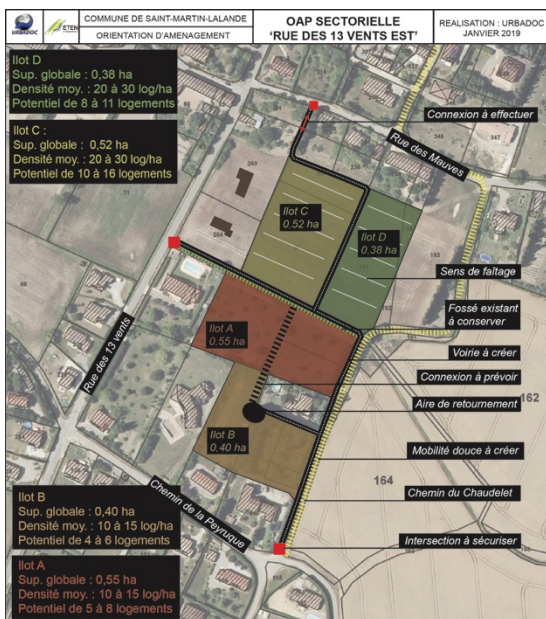 URBADOC
ETEN
COMMUNE DE SAINT-MARTIN-LALANDE
ORIENTATION D'AMENAGEMENT
OAP SECTORIELLE
'RUE DES 13 VENTS EST'
REALISATION : URBADOC
JANVIER 2019
Ilot D
Sup. globale : 0,38 ha
Densité moy. : 20 à 30 log/ha
Potentiel de 8 à 11 logements
Ilot C :
Sup. globale : 0,52 ha
Densité moy. : 20 à 30 log/ha
Potentiel de 10 à 16 logements
Connexion à effectuer
Rue des Mauves
Ilot C
0,52 ha
Ilot D
0,38 ha
Sens de faîtage
Fossé existant
à conserver
Ilot A
0,55 ha
Voirie à créer
Rue des 13 vents
Connexion à prévoir
162
Aire de retournement
Ilot B
0,40 ha
Mobilité douce à créer
164
Chemin du Chaudelet
Chemin de la Peyruque
Intersection à sécuriser
Ilot B
Sup. globale : 0,40 ha
Densité moy. : 10 à 15 log/ha
Potentiel de 4 à 6 logements
Ilot A
Sup. globale : 0,55 ha
Densité moy. : 10 à 15 log/ha
Potentiel de 5 à 8 logements